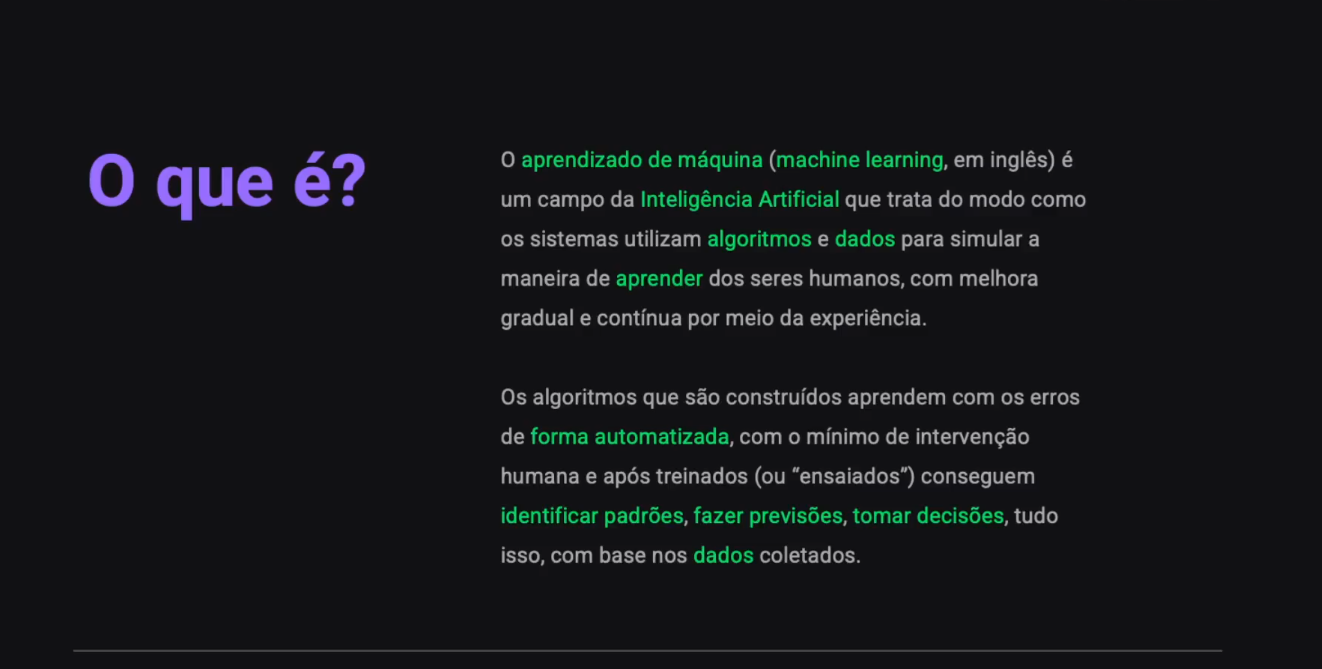 O que é?
O aprendizado de máquina (machine learning, em inglês) é
um campo da Inteligência Artificial que trata do modo como
os sistemas utilizam algoritmos e dados para simular a
maneira de aprender dos seres humanos, com melhora
gradual e contínua por meio da experiência.
Os algoritmos que são construídos aprendem com os erros
de forma automatizada, com o mínimo de intervenção
humana e após treinados (ou “ensaiados”) conseguem
identificar padrões, fazer previsões, tomar decisões, tudo
isso, com base nos dados coletados.